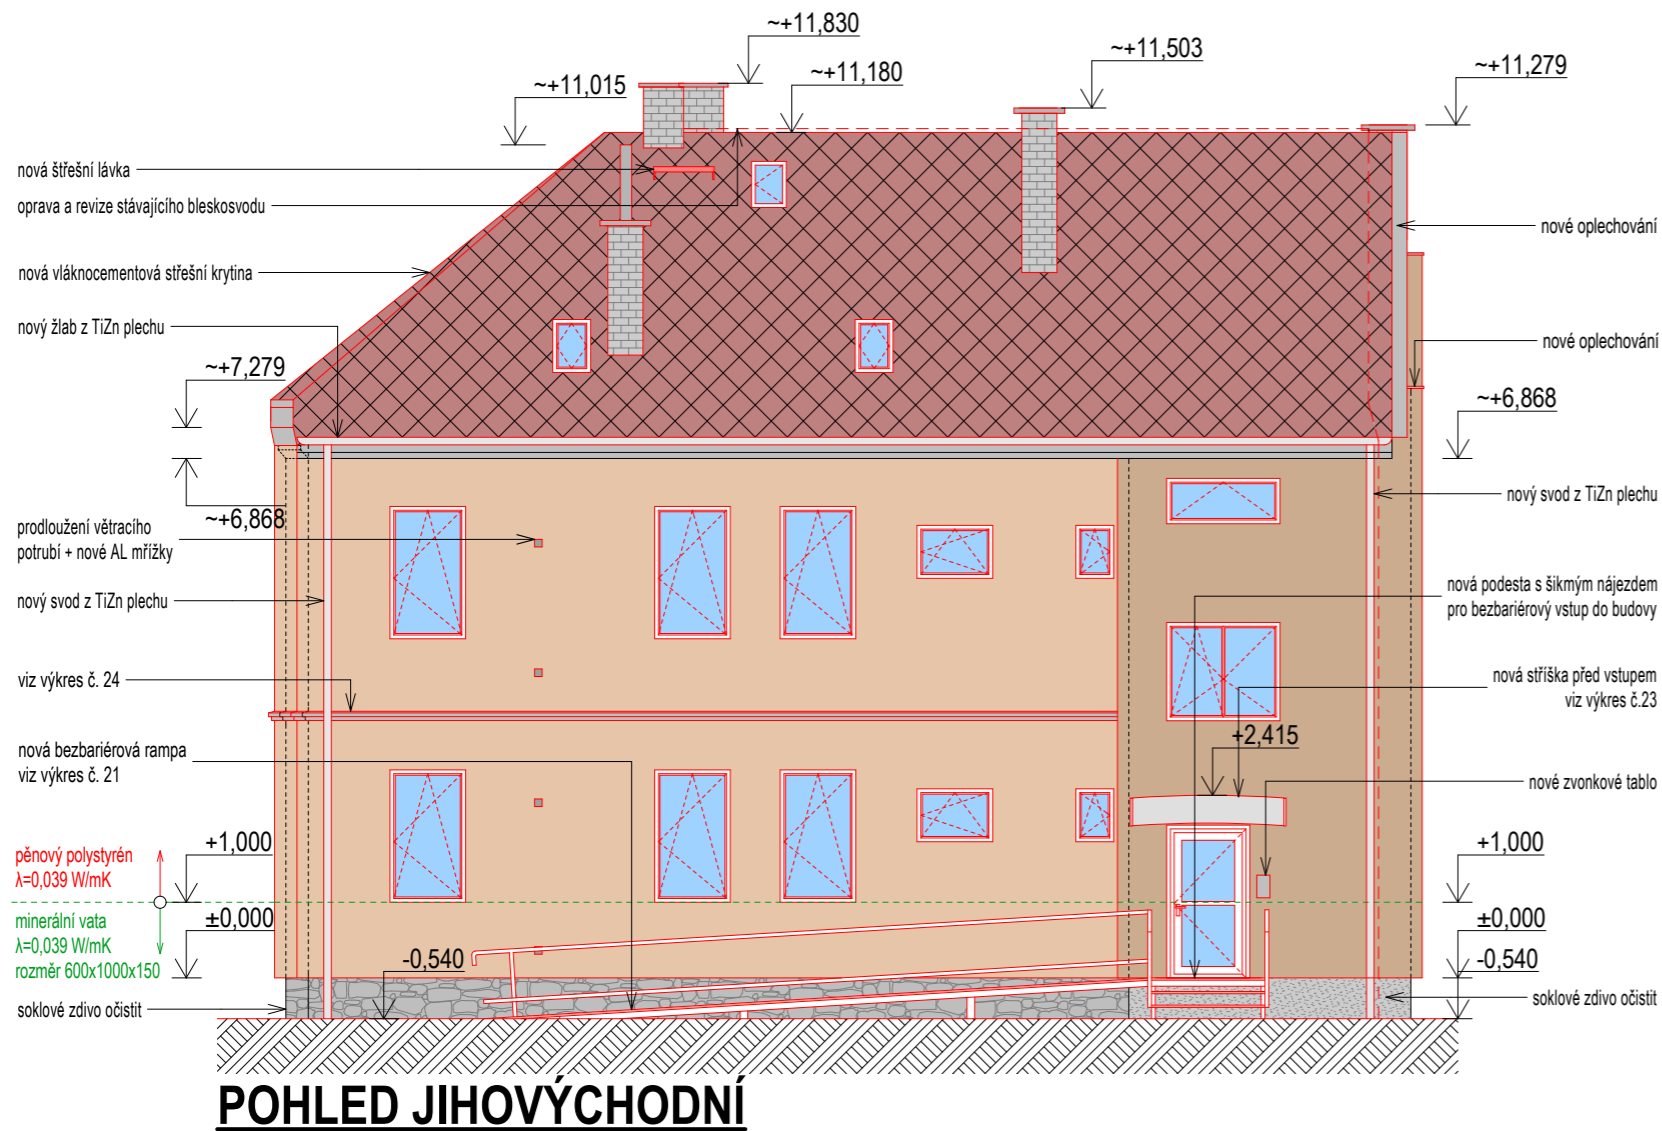 ~+11,830
~+11,503
~+11,180
~+11,279
~+11,015
nová štřešní lávka
oprava a revize stávajícího bleskosvodu
nové oplechování
nová vláknocementová střešní krytina
nový žlab z TiZn plechu
nové oplechování
~+7,279
~+6,868
~+6,868
nový svod z TiZn plechu
prodloužení větracího
potrubí + nové AL mřížky
nová podesta s šikmým nájezdem
pro bezbariérový vstup do budovy
nový svod z TiZn plechu
viz výkres č. 24
nová stříška před vstupem
viz výkres č.23
+2,415
nová bezbariérová rampa
viz výkres č. 21
nové zvonkové tablo
+1,000
+1,000
pěnový polystyrén
λ=0,039 W/mK
minerální vata
λ=0,039 W/mK
rozměr 600x1000x150
±0,000
±0,000
-0,540
-0,540
soklové zdivo očistit
soklové zdivo očistit
POHLED JIHOVÝCHODNÍ